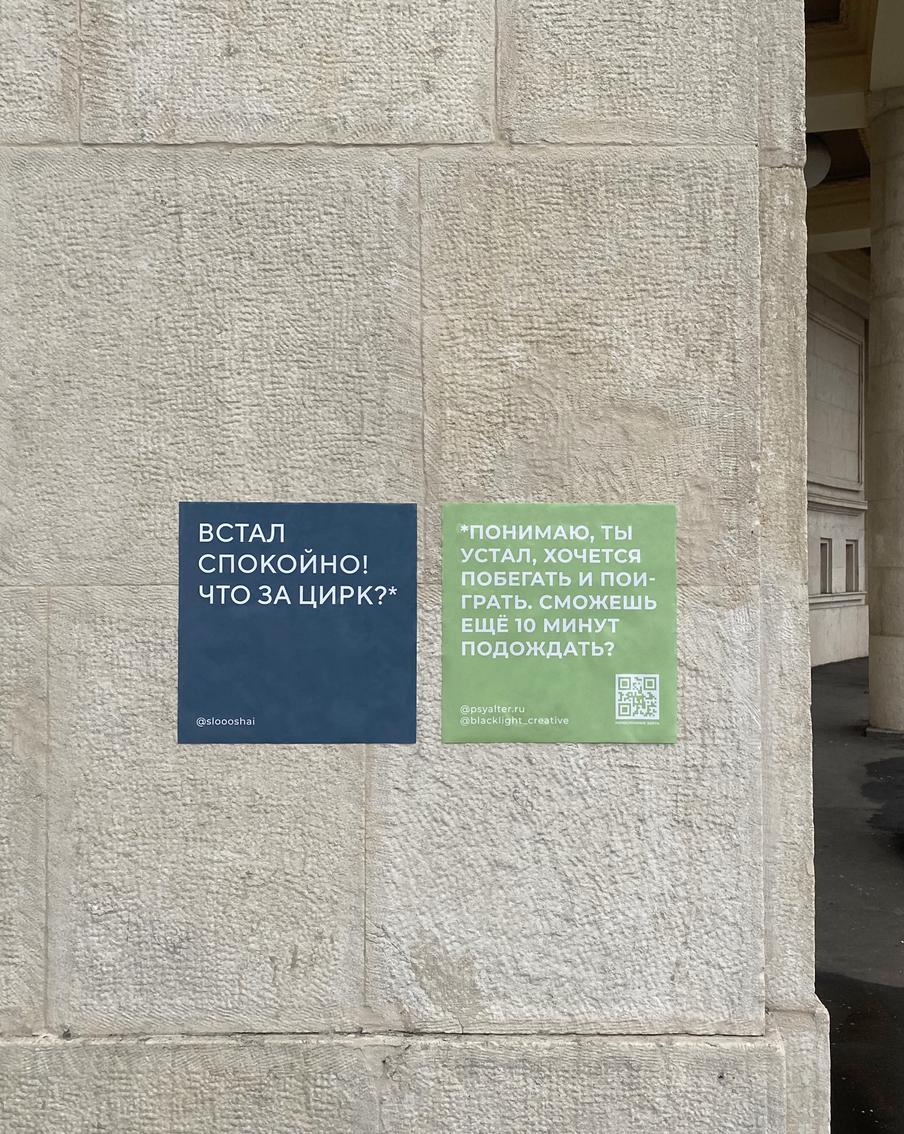 ВСТАЛ
СПОКОЙНО!
ЧТО ЗА ЦИРК?*
@sloooshai
*ПОНИМАЮ, ТЫ
УСТАЛ, ХОЧЕТСЯ
ПОБЕГАТЬ И ПОИ-
ГРАТЬ. СМОЖЕШЬ
ЕЩЁ 10 МИНУТ
ПОДОЖДАТЬ?
@psyalter.ru
@blacklight_creative